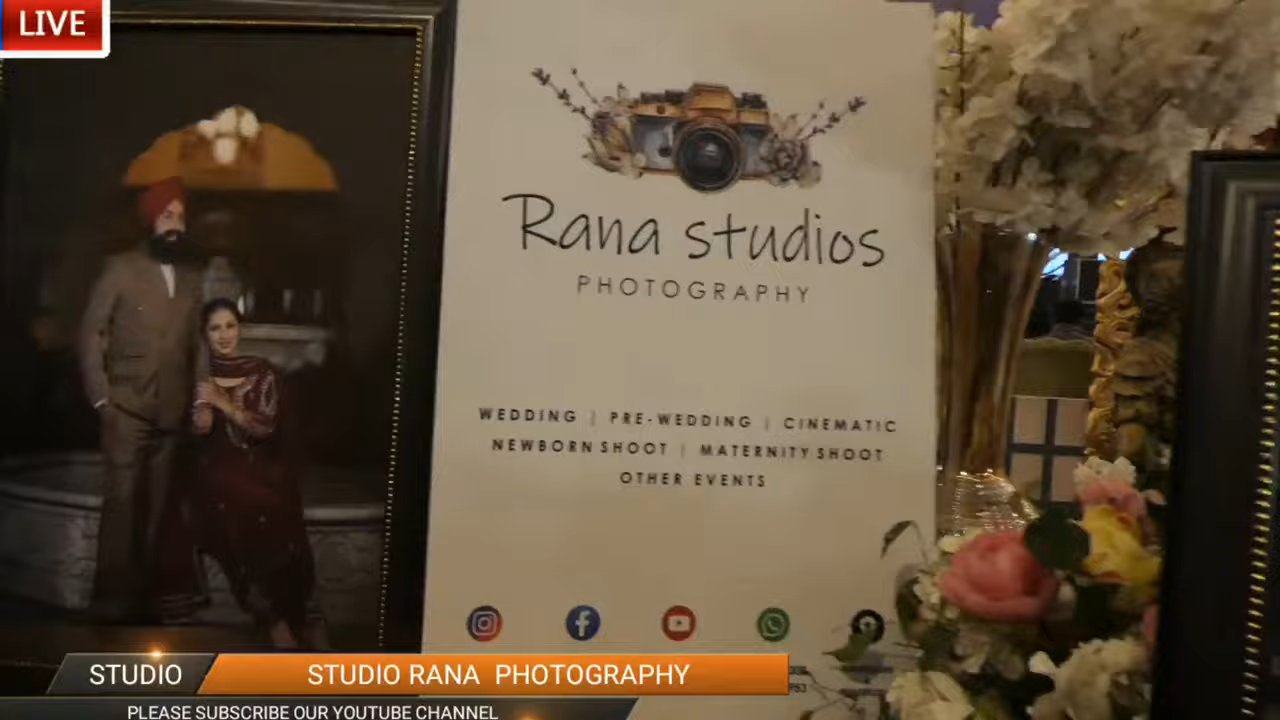 LIVE
Rana studios
PHOTOGRAPHY
WEDDING | PRE-WEDDING | CINEMATIC
NEWBORN SHOOT | MATERNITY SHOOT
OTHER EVENTS
STUDIO
STUDIO RANA PHOTOGRAPHY
PLEASE SUBSCRIBE OUR YOUTUBE CHANNEL